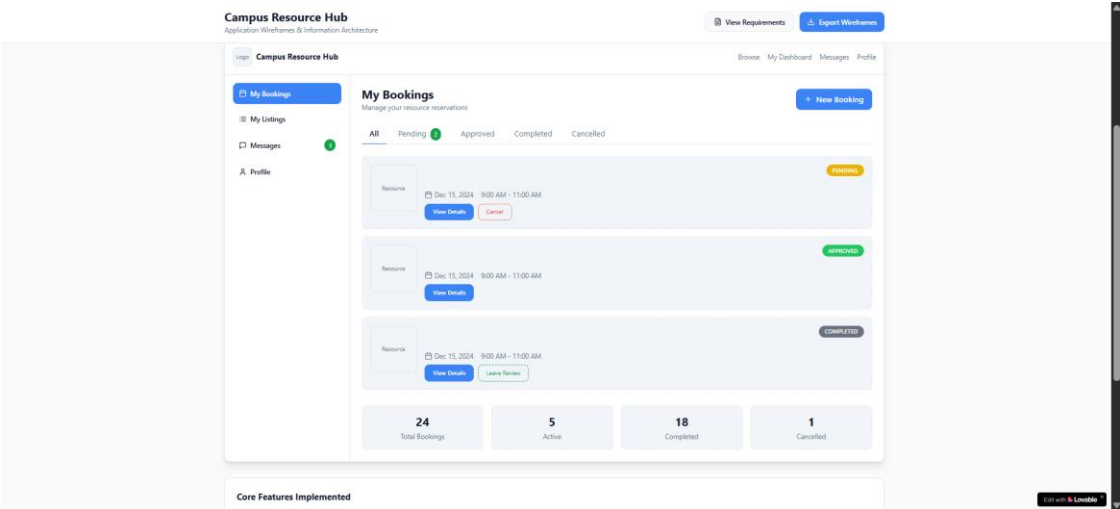 Campus Resource Hub
Application Wireframes & Information Architecture
View Requirements
Export Wireframes
Logo
Campus Resource Hub
Browse My Dashboard Messages Profile
My Bookings
My Listings
Messages 3
Profile
My Bookings
Manage your resource reservations
+ New Booking
All Pending 2 Approved Completed Cancelled
PENDING
Resource
Dec 15, 2024 9:00 AM - 11:00 AM
View Details Cancel
APPROVED
Resource
Dec 15, 2024 9:00 AM - 11:00 AM
View Details
COMPLETED
Resource
Dec 15, 2024 9:00 AM - 11:00 AM
View Details Leave Review
24 5 18 1
Total Bookings Active Completed Cancelled
Core Features Implemented
Edit with Lovable